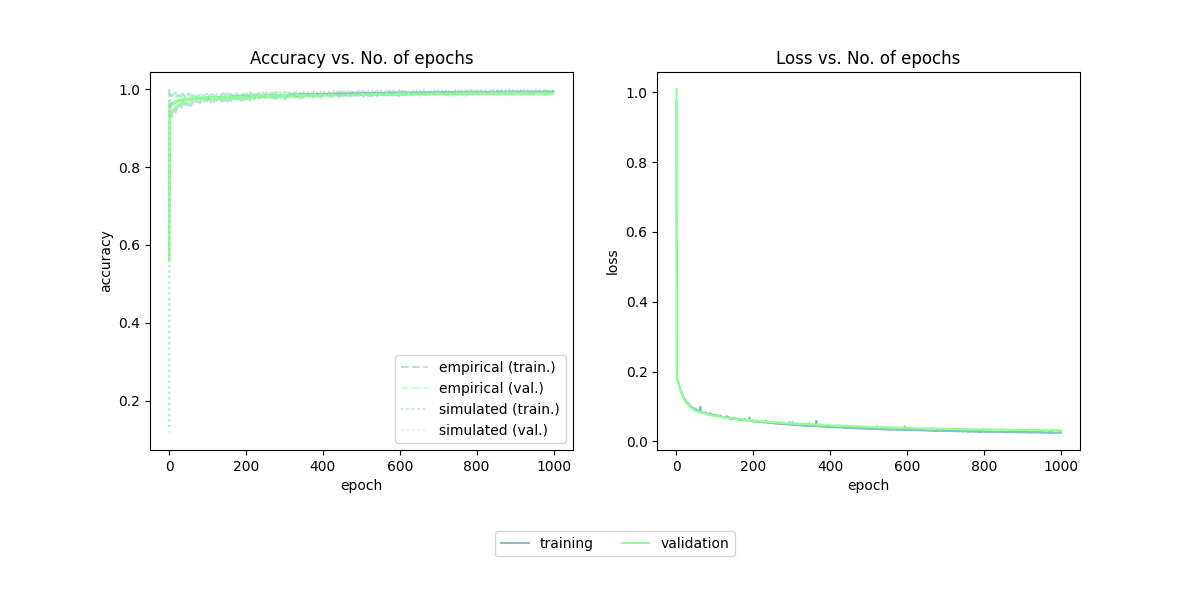 Accuracy vs. No. of epochs
1.0
0.8
0.6
0.4
0.2
accuracy
0 200 400 600 800 1000
epoch
empirical (train.)
empirical (val.)
simulated (train.)
simulated (val.)
Loss vs. No. of epochs
1.0
0.8
0.6
0.4
0.2
0.0
loss
0 200 400 600 800 1000
epoch
training validation